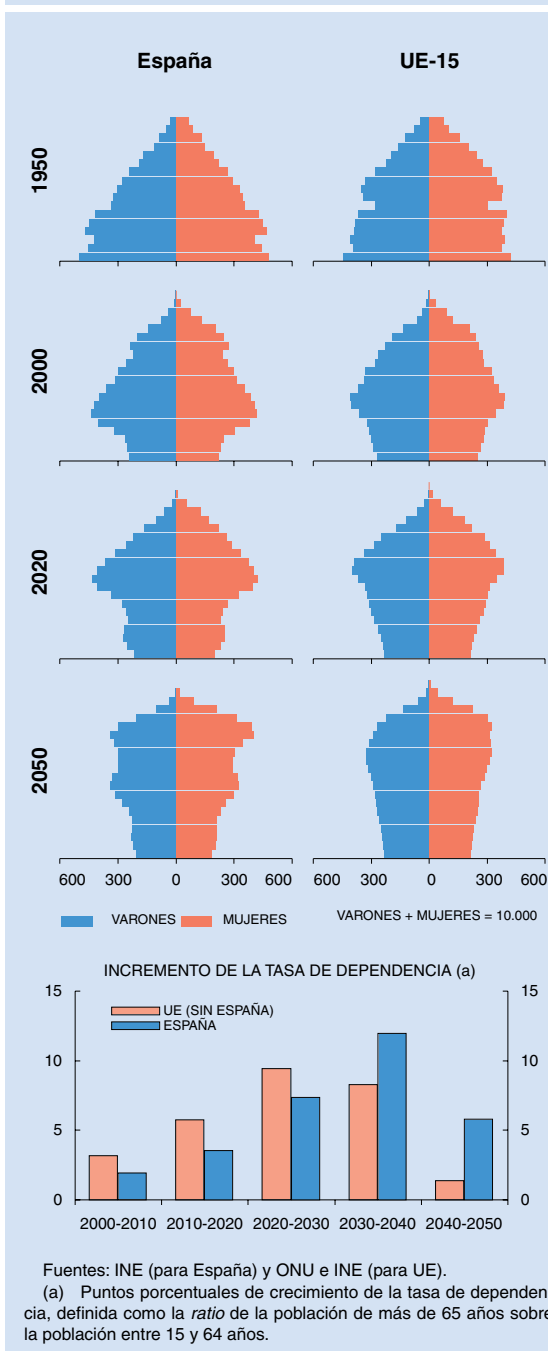 España UE-15
1950
2000
2020
2050
600 300 0 300 600 600 300 0 300 600
VARONES MUJERES VARONES + MUJERES = 10.000
INCREMENTO DE LA TASA DE DEPENDENCIA (a)
15 15
UE (SIN ESPAÑA)
ESPAÑA
10 10
5 5
0 0
2000-2010 2010-2020 2020-2030 2030-2040 2040-2050
Fuentes: INE (para España) y ONU e INE (para UE).
(a) Puntos porcentuales de crecimiento de la tasa de dependen
cia, definida como la ratio de la población de más de 65 años sobre
la población entre 15 y 64 años.